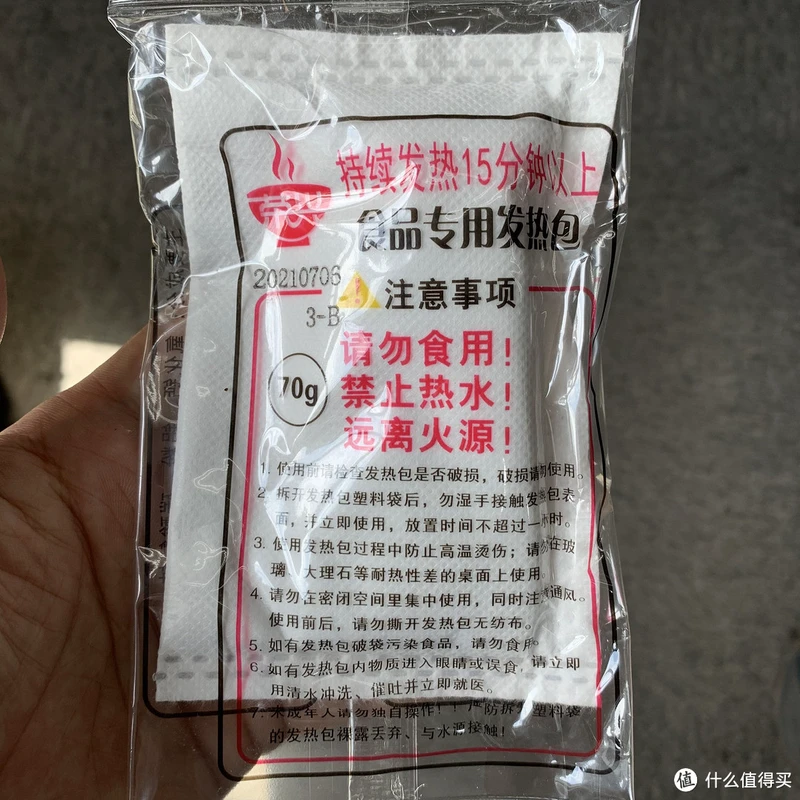 持续发热15分钟以上
食品专用发热包
20210706
3-B
注意事项
70g
请勿食用！
禁止热水！
远离火源！
1. 使用前请检查发热包是否破损，破损请勿使用。
2. 拆开发热包塑料袋后，勿湿手接触发热包表
面，并立即使用，放置时间不超过一小时。
3. 使用发热包过程中防止高温烫伤；请勿在玻
璃、大理石等耐热性差的桌面上使用。
4. 请勿在密闭空间里集中使用，同时注意通风。
使用前后，请勿撕开发热包无纺布。
5. 如有发热包破袋污染食品，请勿食用。
6. 如有发热包内物质进入眼睛或误食，请立即
用清水冲洗、催吐并立即就医。
7. 未成年人请勿独自操作！！严防拆掉塑料袋
的发热包裸露丢弃、与水源接触！
值 什么值得买